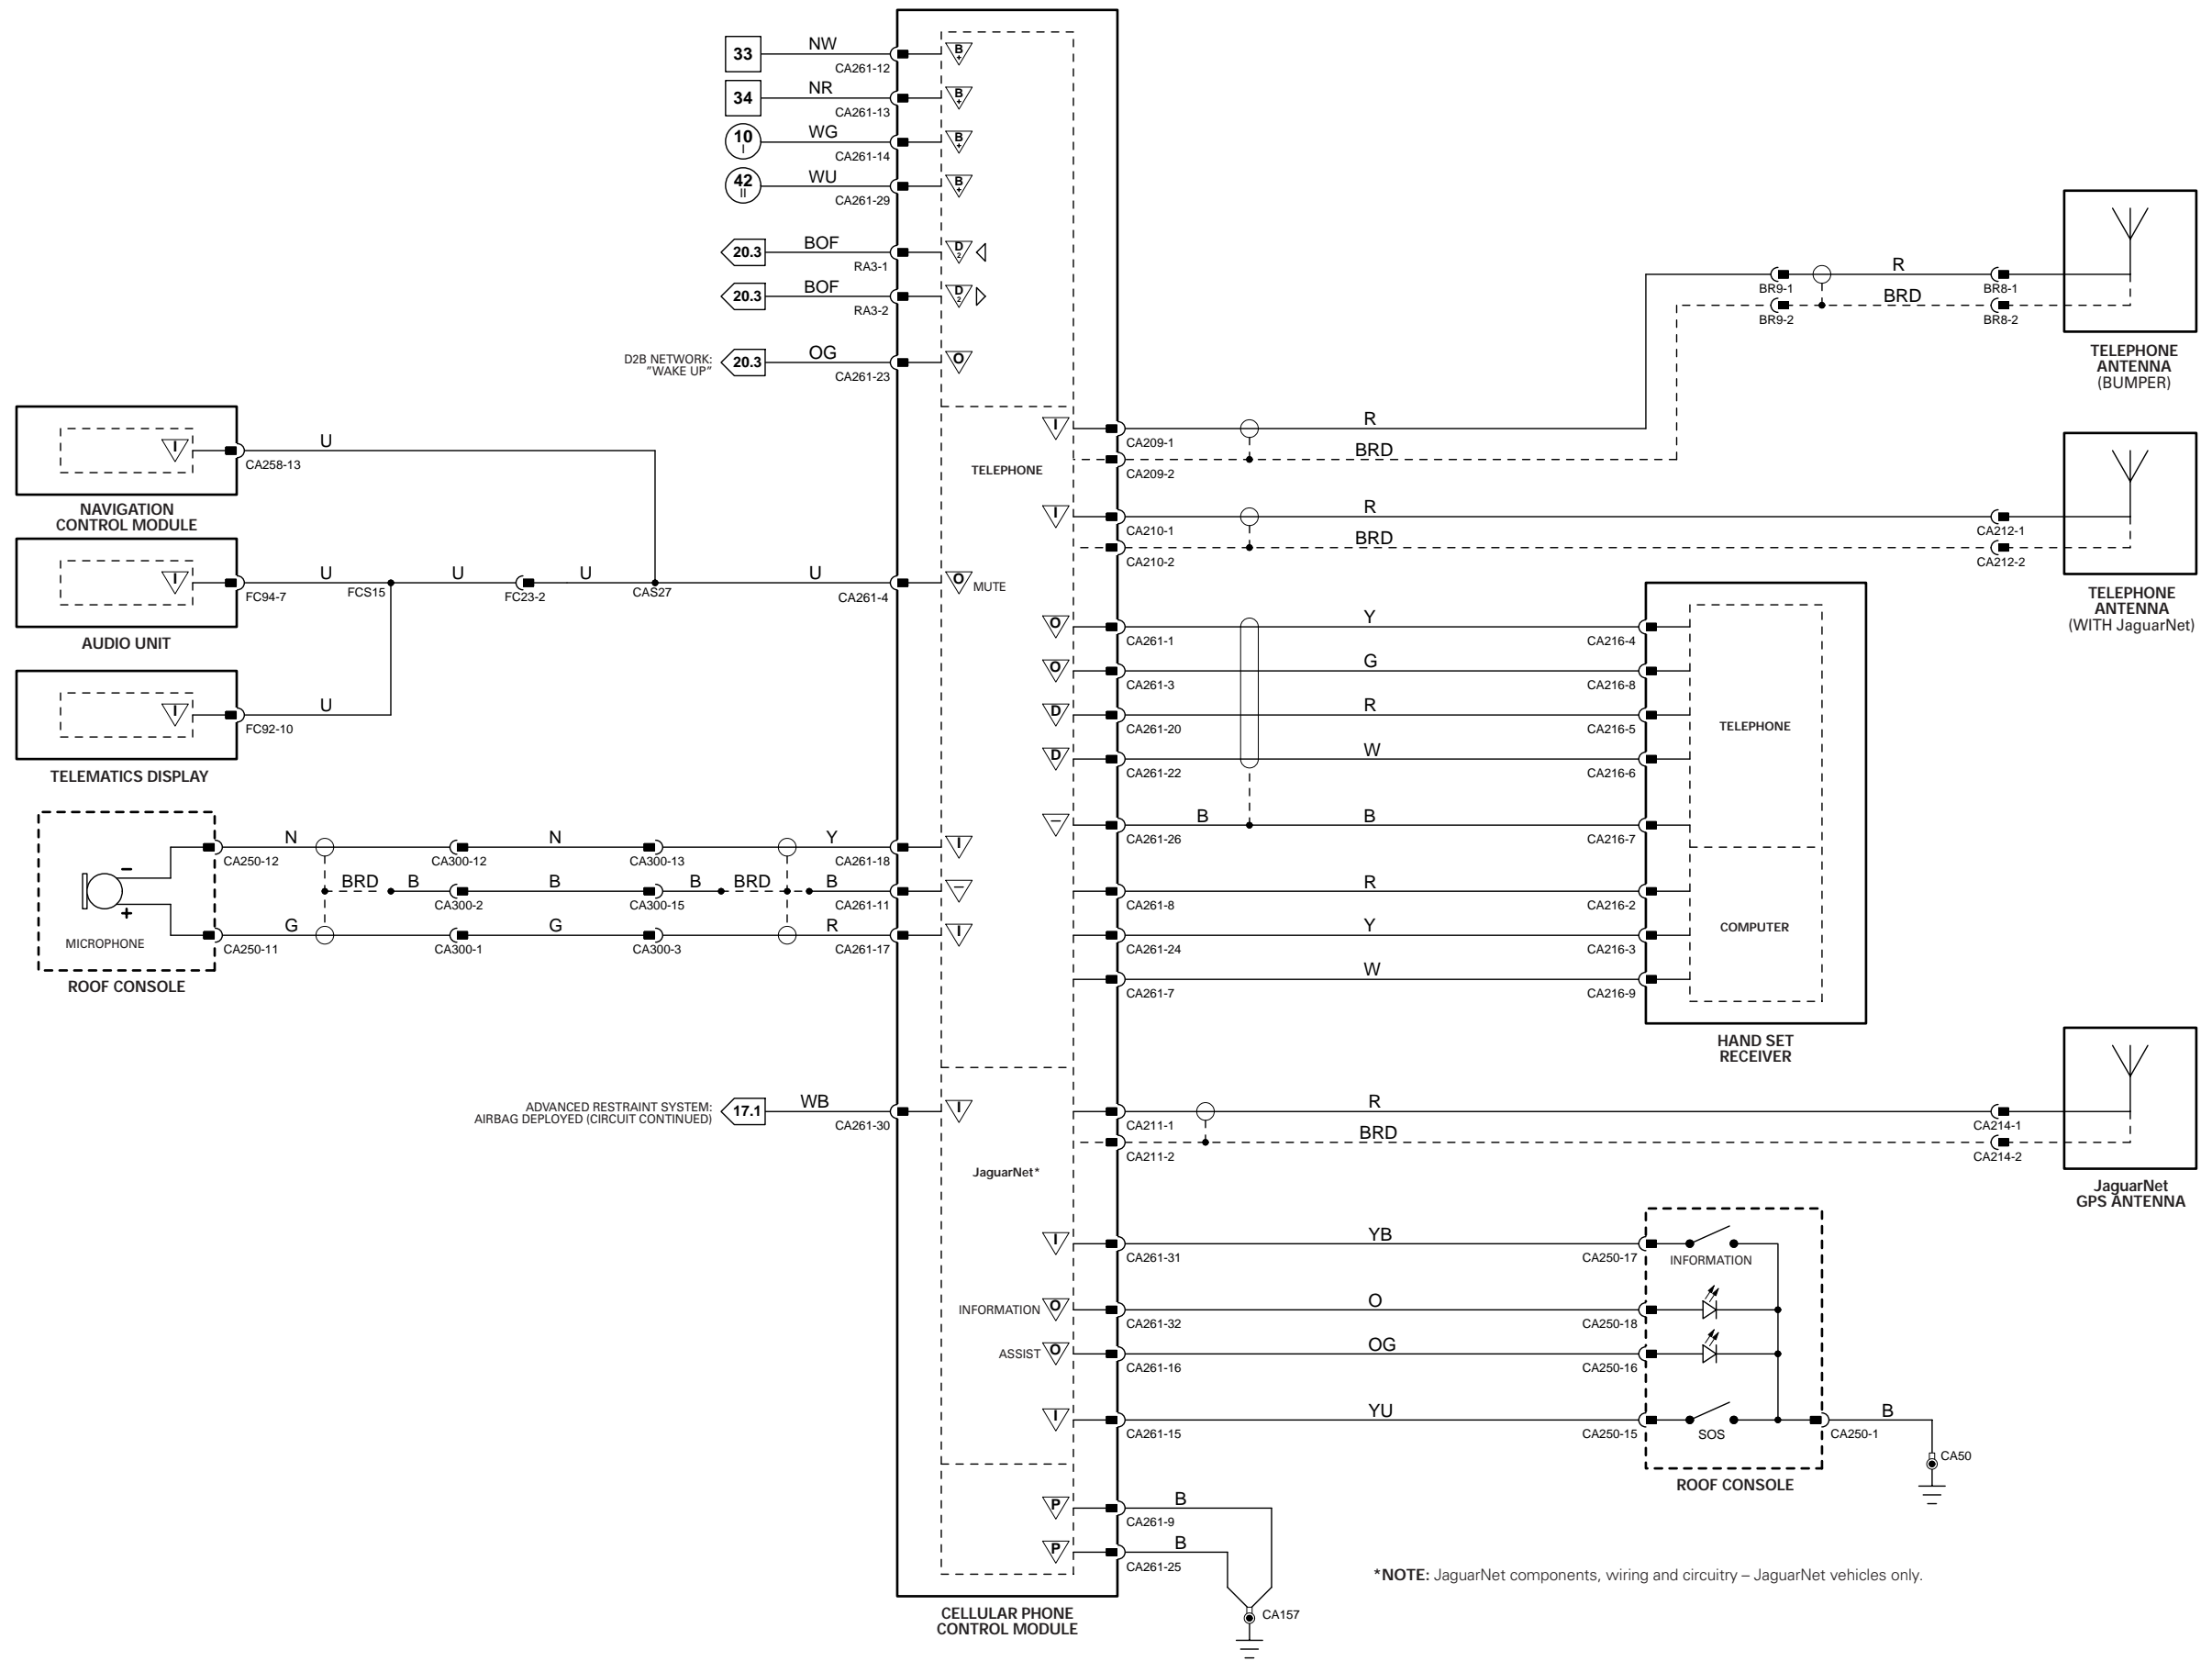 33
NW
CA261-12
B
+
34
NR
CA261-13
B
+
10
I
WG
CA261-14
B
+
42
II
WU
CA261-29
B
+
20.3
BOF
RA3-1
D
2
20.3
BOF
RA3-2
D
2
D2B NETWORK:
"WAKE UP"
20.3
OG
CA261-23
O
TELEPHONE
I
CA209-1
R
CA209-2
BRD
BR9-1
BR9-2
R
BRD
BR8-1
BR8-2
TELEPHONE
ANTENNA
(BUMPER)
I
CA210-1
R
CA210-2
BRD
CA212-1
CA212-2
TELEPHONE
ANTENNA
(WITH JaguarNet)
I
U
CA258-13
NAVIGATION
CONTROL MODULE
I
U
FC94-7
FCS15
U
FC23-2
U
CAS27
U
CA261-4
O
MUTE
AUDIO UNIT
I
U
FC92-10
TELEMATICS DISPLAY
O
CA261-1
Y
CA216-4
O
CA261-3
G
CA216-8
D
CA261-20
R
CA216-5
D
CA261-22
W
CA216-6
–
CA261-26
B
B
CA216-7
TELEPHONE
CA261-8
R
CA216-2
CA261-24
Y
CA216-3
CA261-7
W
CA216-9
COMPUTER
HAND SET
RECEIVER
–
+
MICROPHONE
ROOF CONSOLE
N
CA250-12
CA300-12
N
CA300-13
Y
CA261-18
I
BRD
B
CA300-2
B
CA300-15
B
BRD
B
CA261-11
–
G
CA250-11
CA300-1
G
CA300-3
R
CA261-17
I
ADVANCED RESTRAINT SYSTEM:
AIRBAG DEPLOYED (CIRCUIT CONTINUED)
17.1
WB
CA261-30
I
JaguarNet*
CA211-1
R
CA211-2
BRD
CA214-1
CA214-2
JaguarNet
GPS ANTENNA
I
CA261-31
YB
CA250-17
INFORMATION
INFORMATION
O
CA261-32
O
CA250-18
ASSIST
O
CA261-16
OG
CA250-16
I
CA261-15
YU
CA250-15
SOS
CA250-1
B
CA50
ROOF CONSOLE
P
CA261-9
B
P
CA261-25
B
CA157
CELLULAR PHONE
CONTROL MODULE
*NOTE: JaguarNet components, wiring and circuitry – JaguarNet vehicles only.